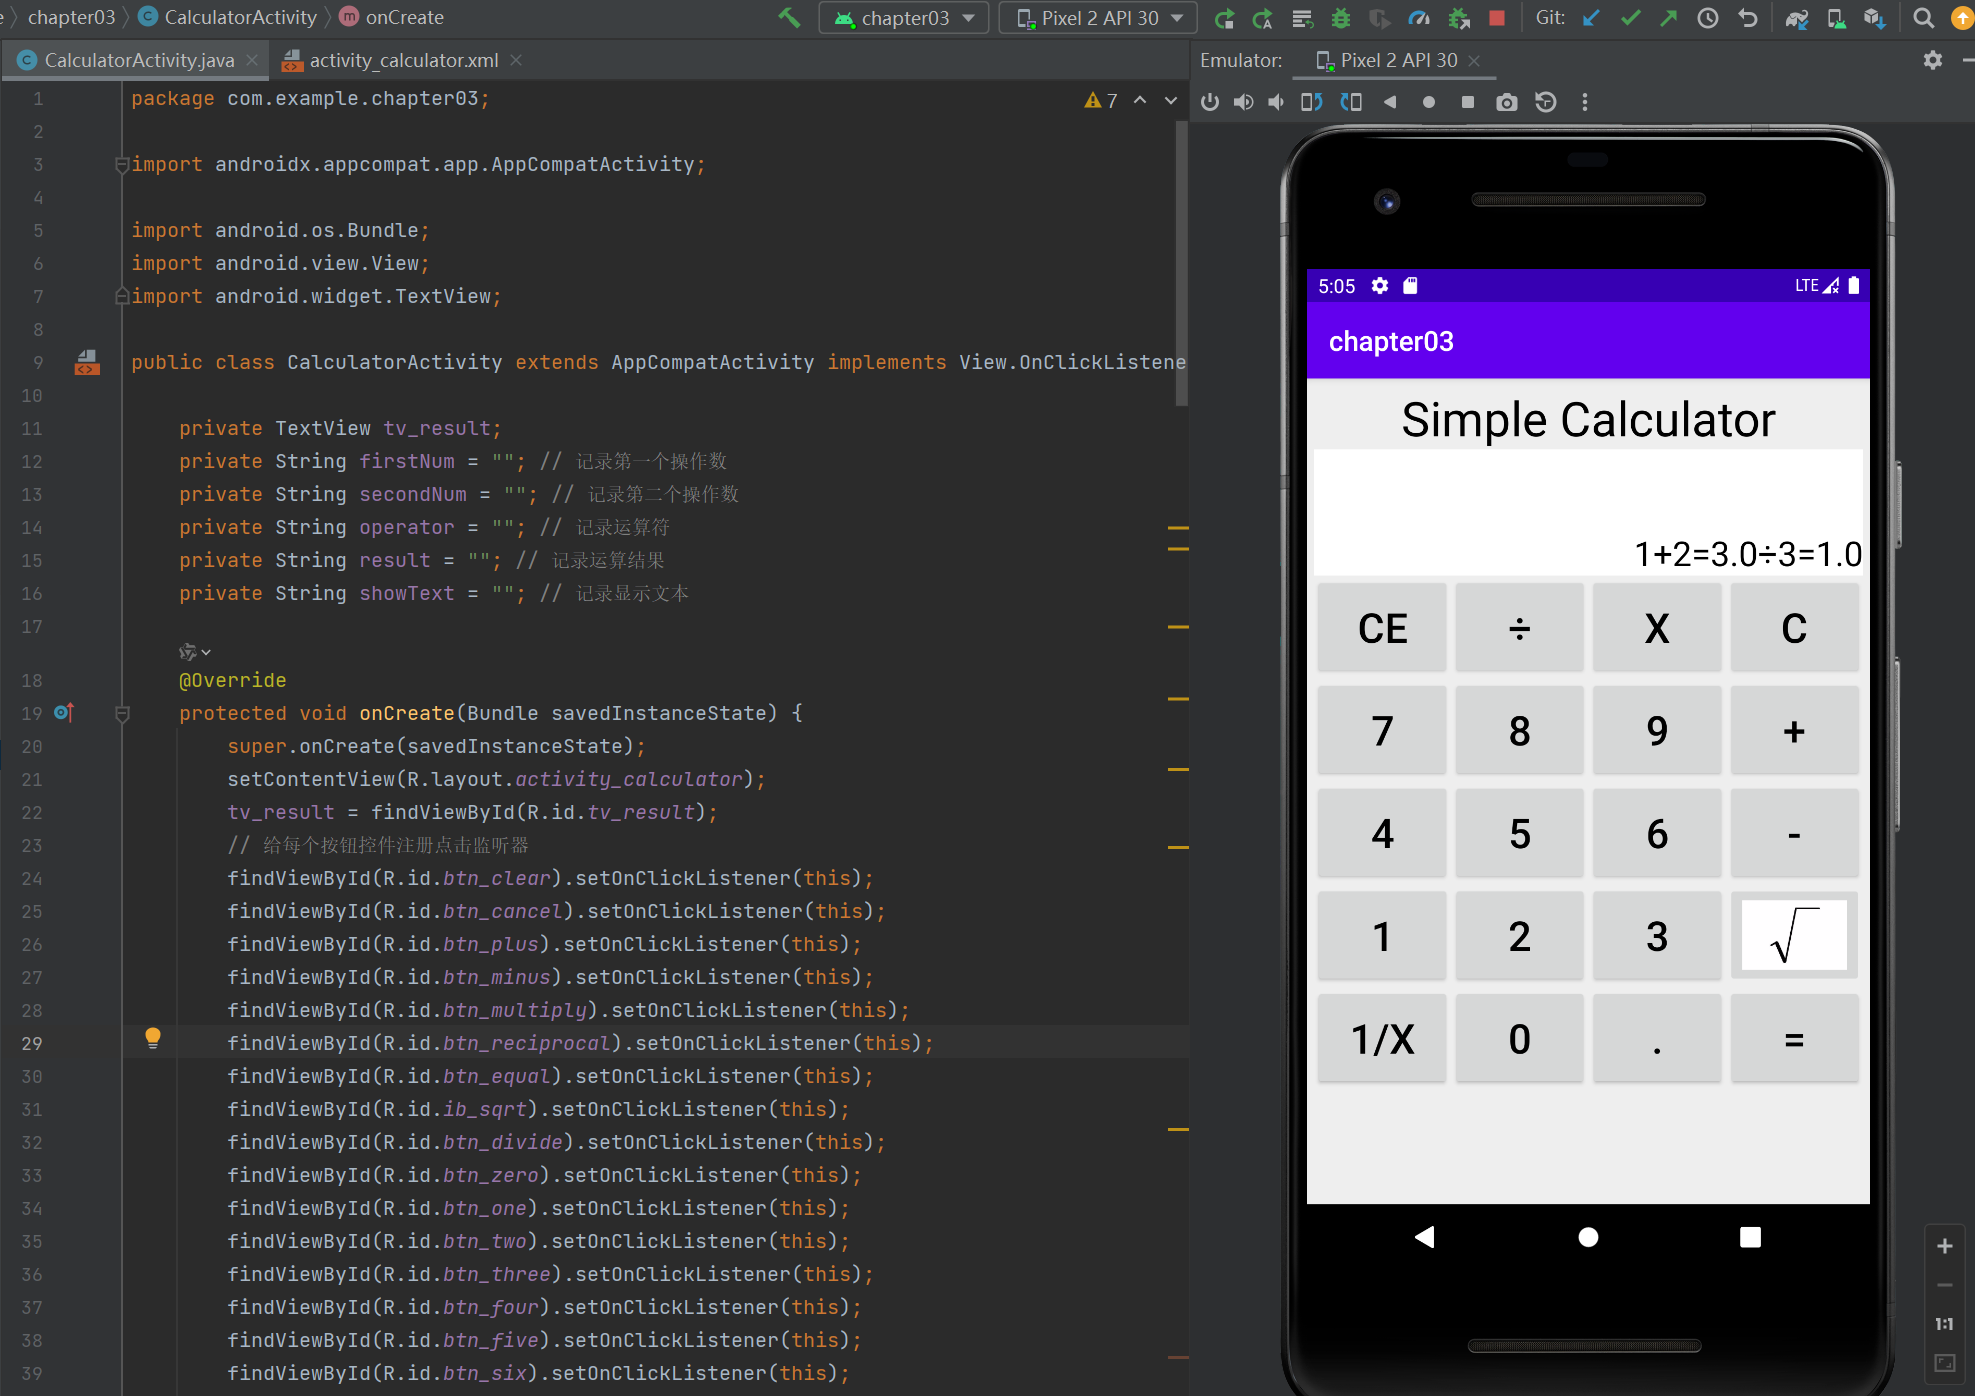 chapter03 CalculatorActivity onCreate chapter03 Pixel 2 API 30 Git:
CalculatorActivity.java activity_calculator.xml Emulator: Pixel 2 API 30
7
1 package com.example.chapter03;
2
3 import androidx.appcompat.app.AppCompatActivity;
4
5 import android.os.Bundle;
6 import android.view.View;
7 import android.widget.TextView;
8
9 public class CalculatorActivity extends AppCompatActivity implements View.OnClickListene
10
11 private TextView tv_result;
12 private String firstNum = ""; // 记录第一个操作数
13 private String secondNum = ""; // 记录第二个操作数
14 private String operator = ""; // 记录运算符
15 private String result = ""; // 记录运算结果
16 private String showText = ""; // 记录显示文本
17
18 @Override
19 protected void onCreate(Bundle savedInstanceState) {
20 super.onCreate(savedInstanceState);
21 setContentView(R.layout.activity_calculator);
22 tv_result = findViewById(R.id.tv_result);
23 // 给每个按钮控件注册点击监听器
24 findViewById(R.id.btn_clear).setOnClickListener(this);
25 findViewById(R.id.btn_cancel).setOnClickListener(this);
26 findViewById(R.id.btn_plus).setOnClickListener(this);
27 findViewById(R.id.btn_minus).setOnClickListener(this);
28 findViewById(R.id.btn_multiply).setOnClickListener(this);
29 findViewById(R.id.btn_reciprocal).setOnClickListener(this);
30 findViewById(R.id.btn_equal).setOnClickListener(this);
31 findViewById(R.id.ib_sqrt).setOnClickListener(this);
32 findViewById(R.id.btn_divide).setOnClickListener(this);
33 findViewById(R.id.btn_zero).setOnClickListener(this);
34 findViewById(R.id.btn_one).setOnClickListener(this);
35 findViewById(R.id.btn_two).setOnClickListener(this);
36 findViewById(R.id.btn_three).setOnClickListener(this);
37 findViewById(R.id.btn_four).setOnClickListener(this);
38 findViewById(R.id.btn_five).setOnClickListener(this);
39 findViewById(R.id.btn_six).setOnClickListener(this);
5:05 LTE
chapter03
Simple Calculator
1+2=3.0÷3=1.0
CE ÷ X C
7 8 9 +
4 5 6 -
1 2 3 √
1/X 0 . =
1:1